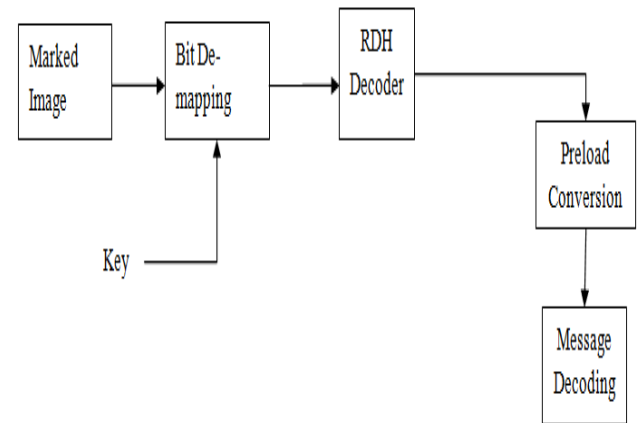 Marked
Image
Bit De-
mapping
RDH
Decoder
Preload
Conversion
Key
Message
Decoding